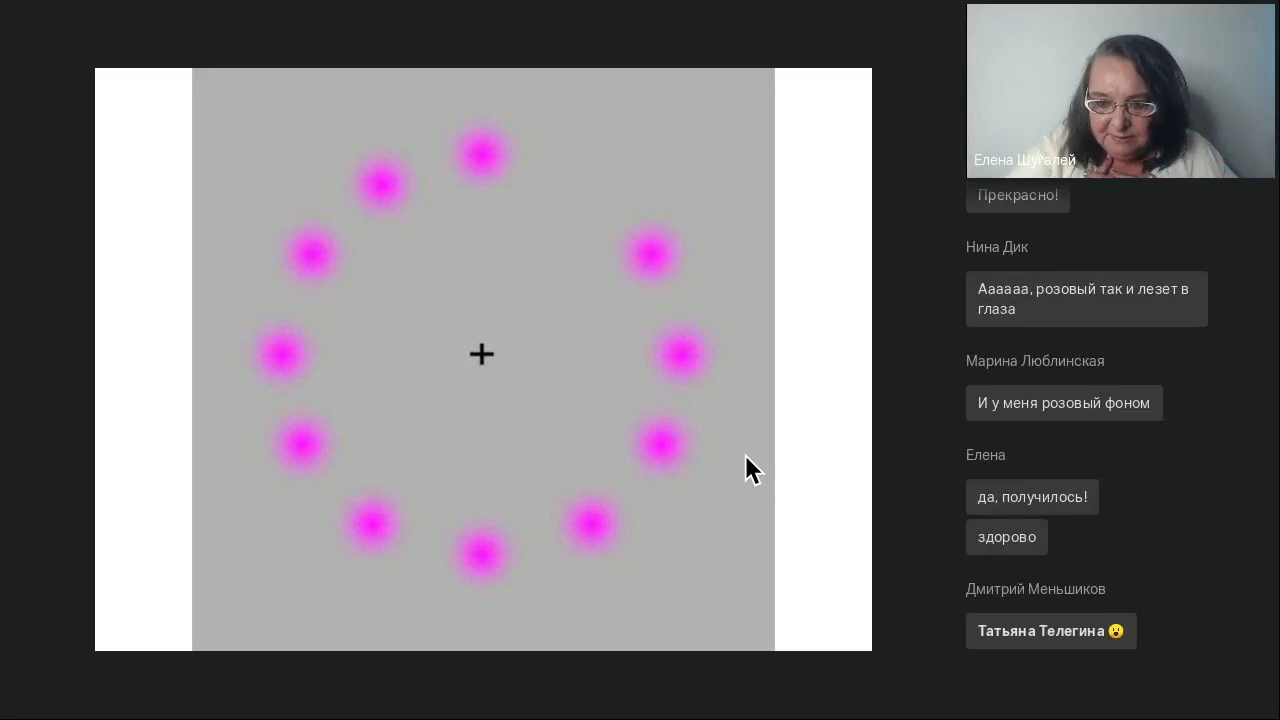 Елена Шугалей
Прекрасно!
Нина Дик
Аааааа, розовый так и лезет в
глаза
Марина Люблинская
И у меня розовый фоном
Елена
да, получилось!
здорово
Дмитрий Меньшиков
Татьяна Телегина 😮